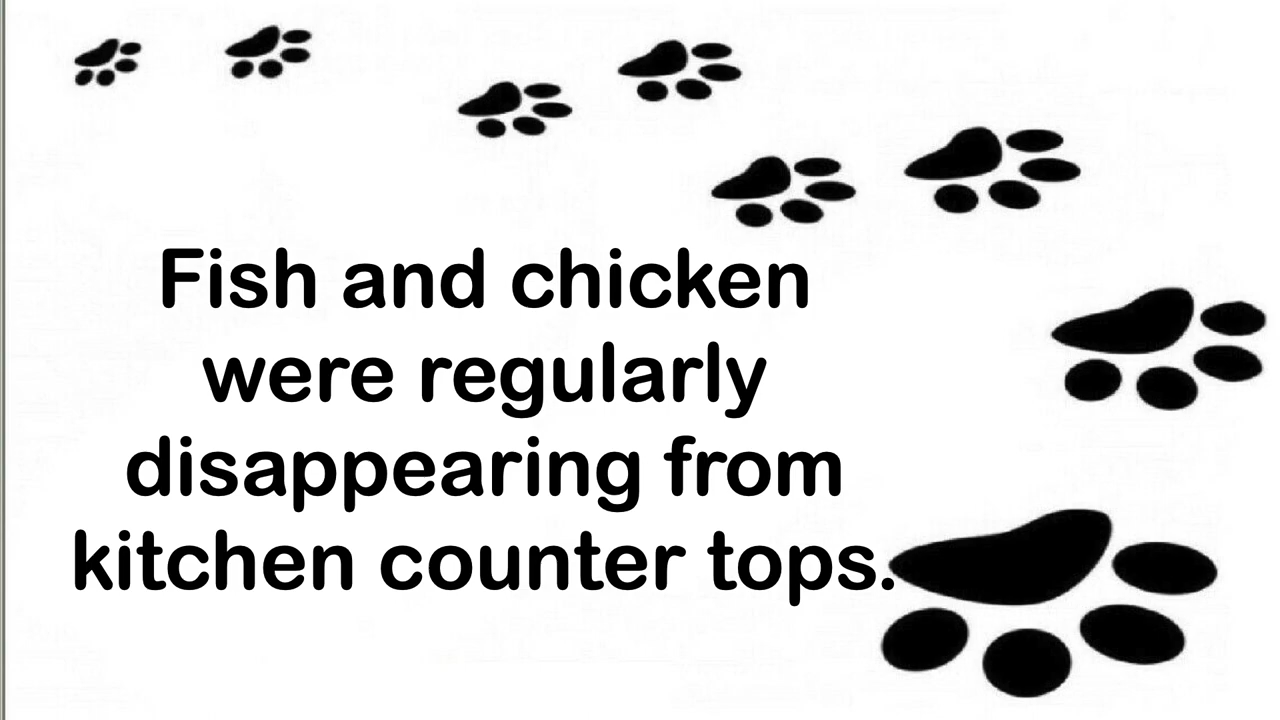 Fish and chicken
were regularly
disappearing from
kitchen counter tops.